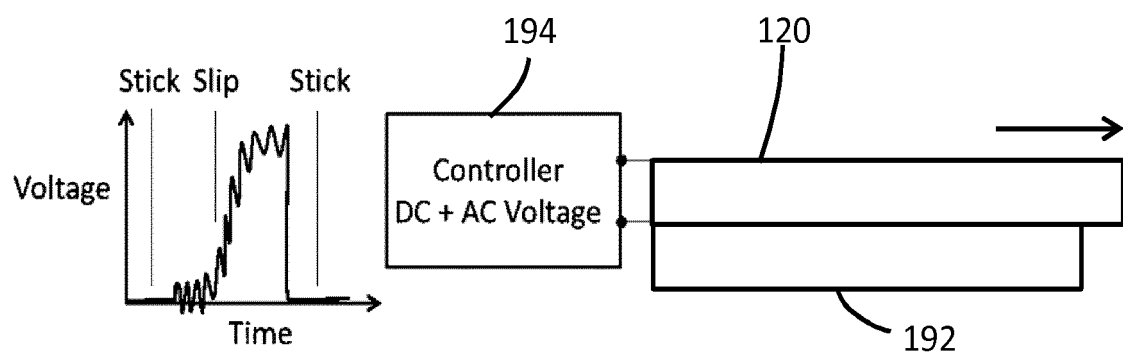 194
120
Stick Slip Stick
Voltage
Controller
DC + AC Voltage
Time
192